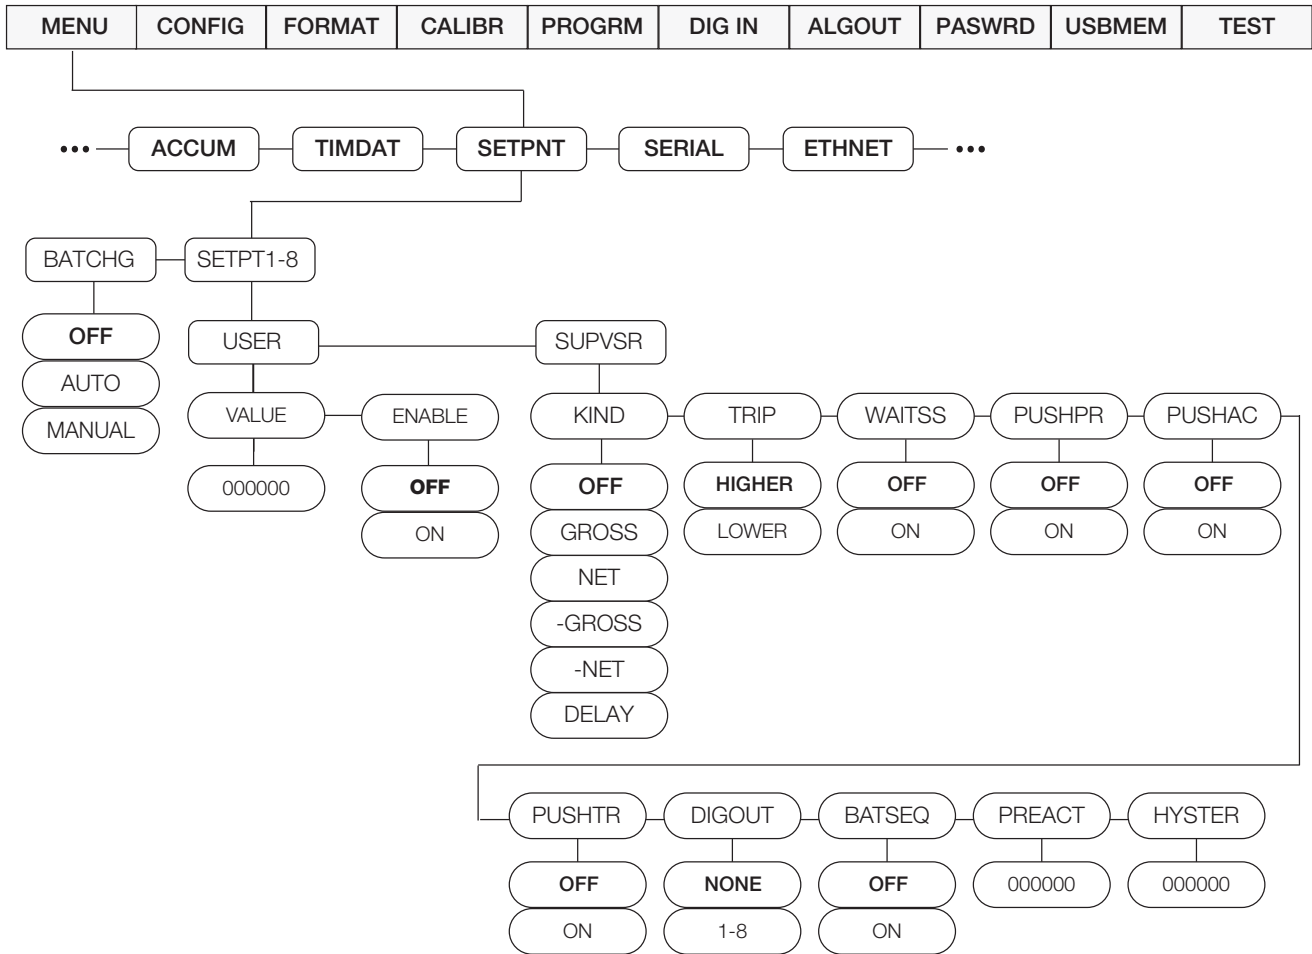 MENU CONFIG FORMAT CALIBR PROGRM DIG IN ALGOUT PASWRD USBMEM TEST
••• ACCUM TIMDAT SETPNT SERIAL ETHNET •••
BATCHG SETPT1-8
OFF
AUTO
MANUAL
USER SUPVSR
VALUE ENABLE KIND TRIP WAITSS PUSHPR PUSHAC
000000 OFF OFF HIGHER OFF OFF OFF
ON GROSS LOWER ON ON ON
NET
-GROSS
-NET
DELAY
PUSHTR DIGOUT BATSEQ PREACT HYSTER
OFF NONE OFF 000000 000000
ON 1-8 ON